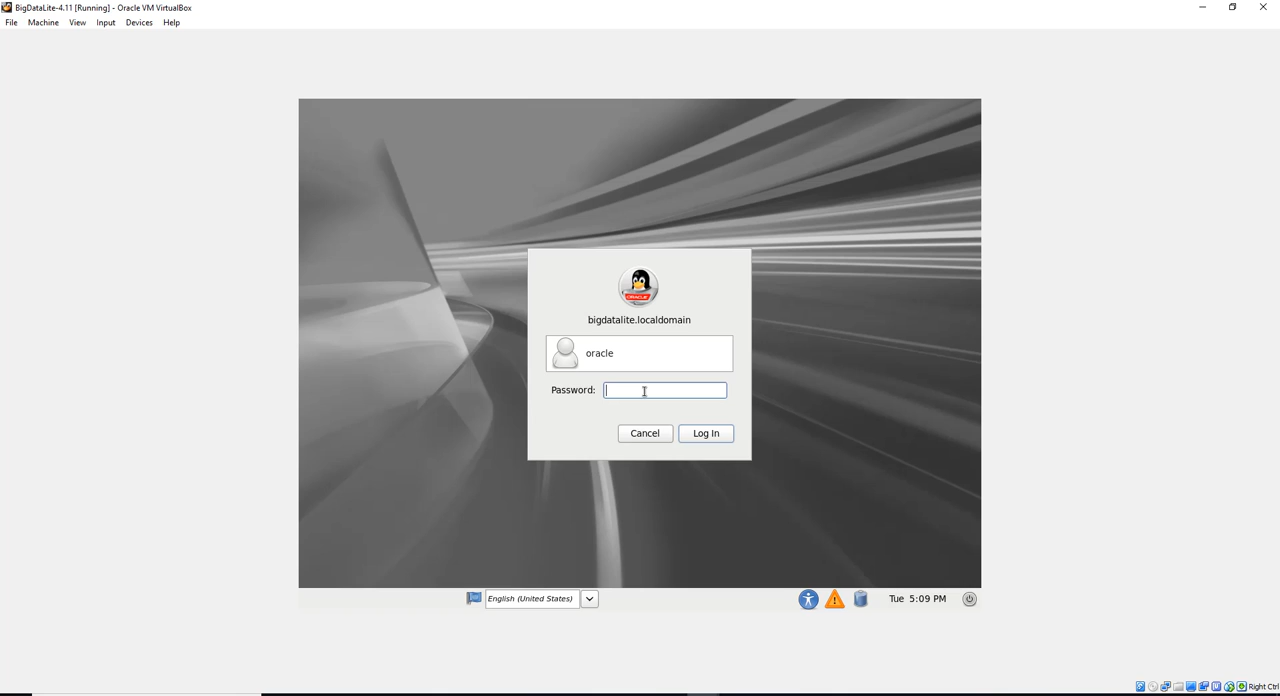 BigDataLite-4.11 [Running] - Oracle VM VirtualBox
File Machine View Input Devices Help
ORACLE
bigdatalite.localdomain
oracle
Password:
Cancel Log In
English (United States) Tue 5:09 PM
Right Ctrl